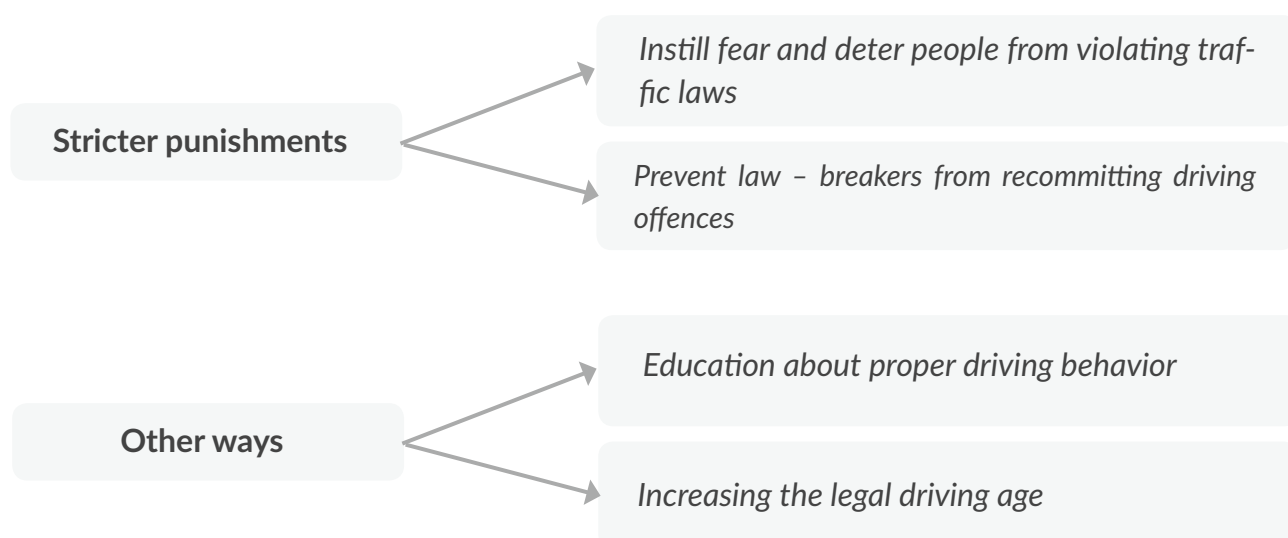 Stricter punishments
Instill fear and deter people from violating traf-
fic laws
Prevent law – breakers from recommitting driving
offences
Other ways
Education about proper driving behavior
Increasing the legal driving age